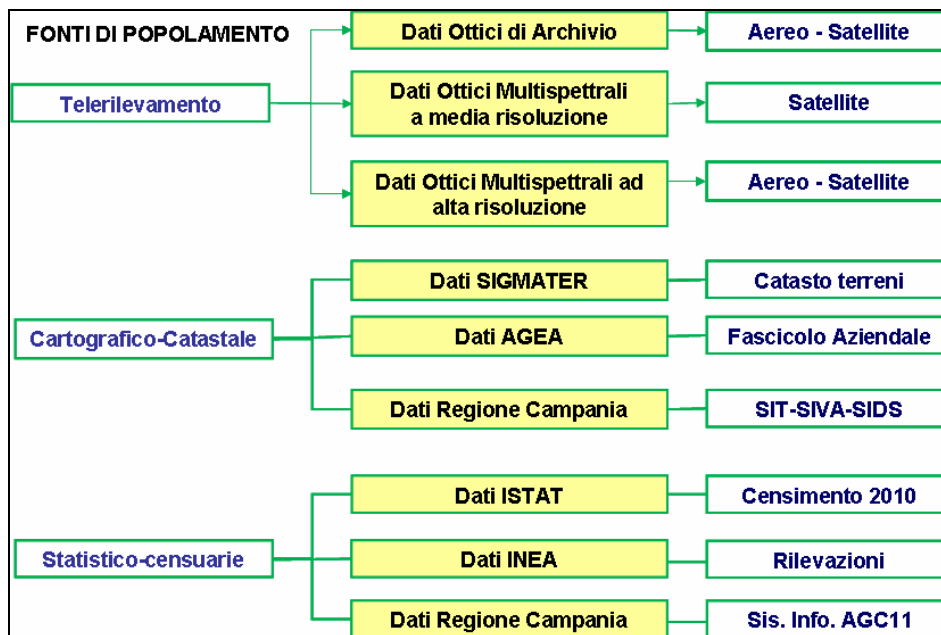 FONTI DI POPOLAMENTO
Telerilevamento
Dati Ottici di Archivio
Aereo - Satellite
Dati Ottici Multispettrali
a media risoluzione
Satellite
Dati Ottici Multispettrali ad
alta risoluzione
Aereo - Satellite
Cartografico-Catastale
Dati SIGMATER
Catasto terreni
Dati AGEA
Fascicolo Aziendale
Dati Regione Campania
SIT-SIVA-SIDS
Statistico-censuarie
Dati ISTAT
Censimento 2010
Dati INEA
Rilevazioni
Dati Regione Campania
Sis. Info. AGC11